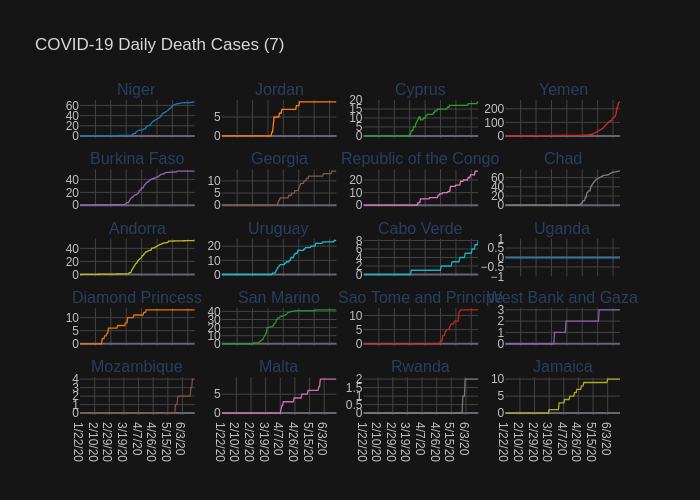 COVID-19 Daily Death Cases (7)
Niger Jordan Cyprus Yemen
60 40 20 0
5 0
20 15 10 5 0
200 100 0
Burkina Faso Georgia Republic of the Congo Chad
40 20 0
10 5 0
20 10 0
60 40 20 0
Andorra Uruguay Cabo Verde Uganda
40 20 0
20 10 0
8 6 4 2 0
1 0.5 0 −0.5 −1
Diamond Princess San Marino Sao Tome and Principe West Bank and Gaza
10 5 0
40 30 20 10 0
10 5 0
3 2 1 0
Mozambique Malta Rwanda Jamaica
4 3 2 1 0
5 0
2 1.5 1 0.5 0
10 5 0
1/22/20 2/10/20 2/29/20 3/19/20 4/7/20 4/26/20 5/15/20 6/3/20
1/22/20 2/10/20 2/29/20 3/19/20 4/7/20 4/26/20 5/15/20 6/3/20
1/22/20 2/10/20 2/29/20 3/19/20 4/7/20 4/26/20 5/15/20 6/3/20
1/22/20 2/10/20 2/29/20 3/19/20 4/7/20 4/26/20 5/15/20 6/3/20